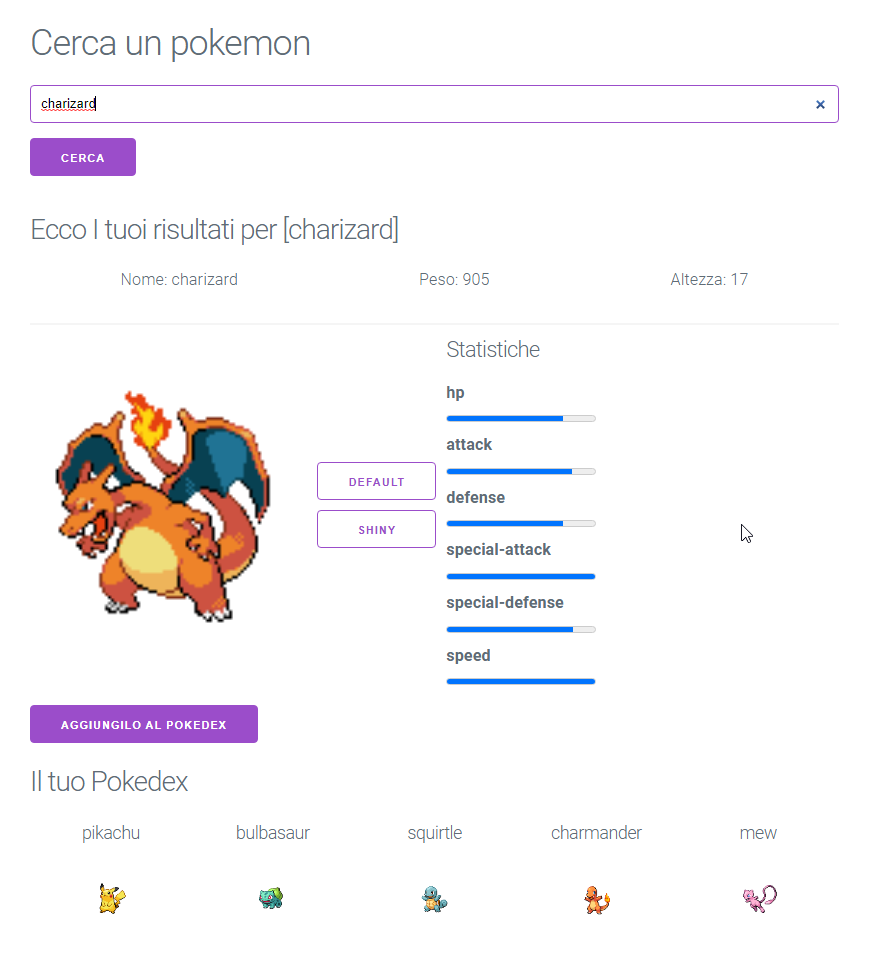 Cerca un pokemon
charizard
×
CERCA
Ecco I tuoi risultati per [charizard]
Nome: charizard Peso: 905 Altezza: 17
Statistiche
hp
attack
defense
special-attack
special-defense
speed
DEFAULT
SHINY
AGGIUNGILO AL POKEDEX
Il tuo Pokedex
pikachu bulbasaur squirtle charmander mew